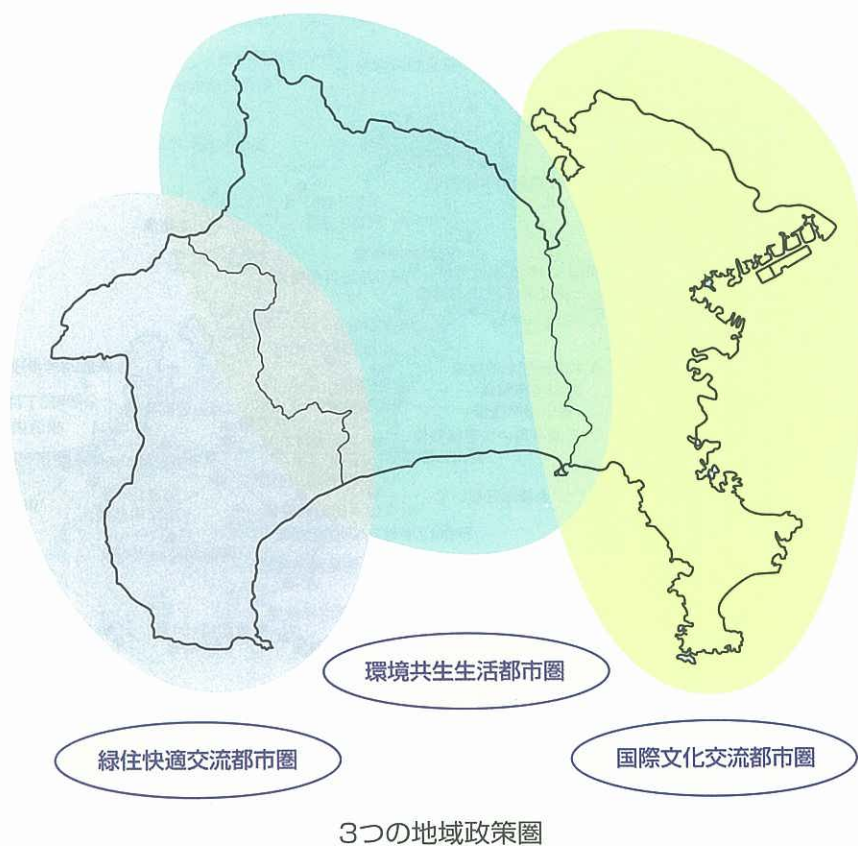 環境共生生活都市圏
緑住快適交流都市圏
国際文化交流都市圏
3つの地域政策圏